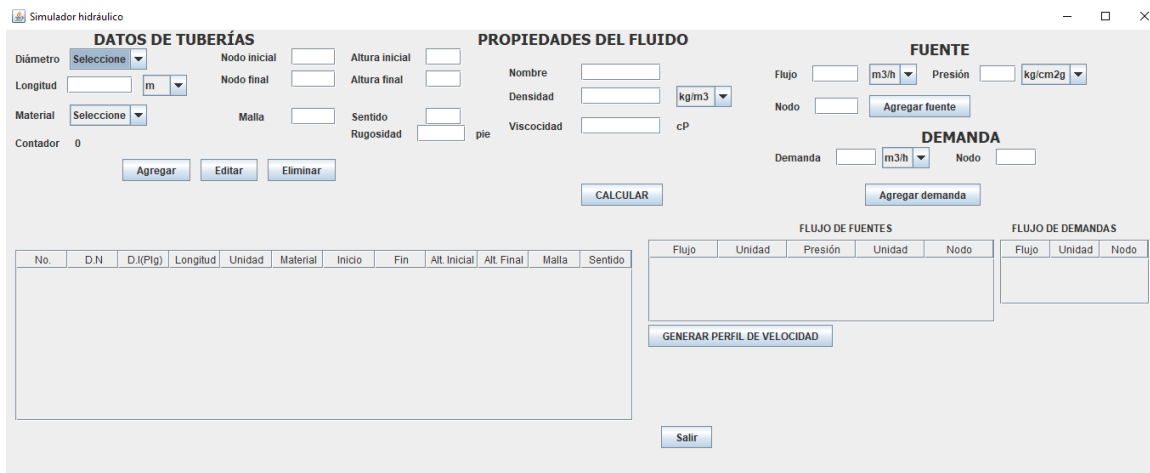 Simulador hidráulico
DATOS DE TUBERÍAS
Diámetro Seleccione Nodo inicial Altura inicial
Longitud m Nodo final Altura final
Material Seleccione Malla Sentido
Rugosidad pie
Contador 0
Agregar Editar Eliminar
PROPIEDADES DEL FLUIDO
Nombre
Densidad kg/m3
Viscocidad cP
CALCULAR
FUENTE
Flujo m3/h Presión kg/cm2g
Nodo Agregar fuente
DEMANDA
Demanda m3/h Nodo
Agregar demanda
No. D.N D.I(Plg) Longitud Unidad Material Inicio Fin Alt. Inicial Alt. Final Malla Sentido
FLUJO DE FUENTES
Flujo Unidad Presión Unidad Nodo
FLUJO DE DEMANDAS
Flujo Unidad Nodo
GENERAR PERFIL DE VELOCIDAD
Salir